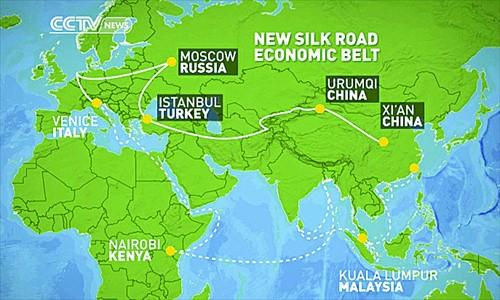 CCTV NEWS
NEW SILK ROAD
ECONOMIC BELT
MOSCOW
RUSSIA
URUMQI
CHINA
ISTANBUL
TURKEY
XI'AN
CHINA
VENICE
ITALY
NAIROBI
KENYA
KUALA LUMPUR
MALAYSIA